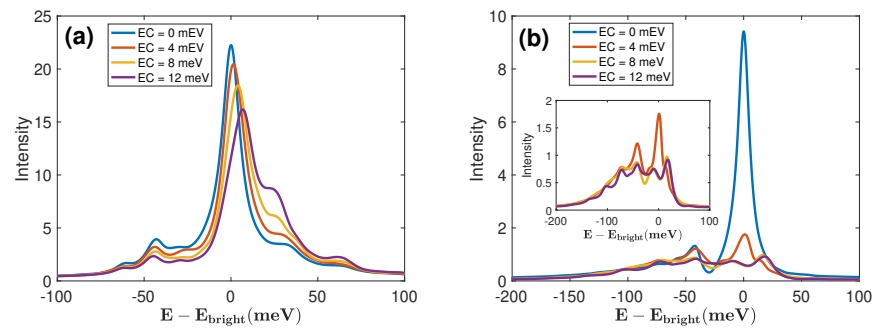 (a)
EC = 0 mEV
EC = 4 mEV
EC = 8 meV
EC = 12 meV
25
20
15
10
5
0
Intensity
-100 -50 0 50 100
E − E_bright(meV)
(b)
EC = 0 meV
EC = 4 meV
EC = 8 meV
EC = 12 meV
10
8
6
4
2
0
Intensity
2
1.5
1
0.5
0
Intensity
-200 -100 0 100
E − E_bright(meV)
-200 -150 -100 -50 0 50 100
E − E_bright(meV)